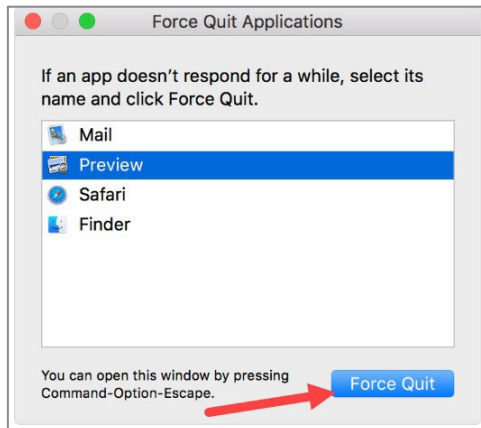 Force Quit Applications
If an app doesn’t respond for a while, select its
name and click Force Quit.
Mail
Preview
Safari
Finder
You can open this window by pressing
Command-Option-Escape.
Force Quit